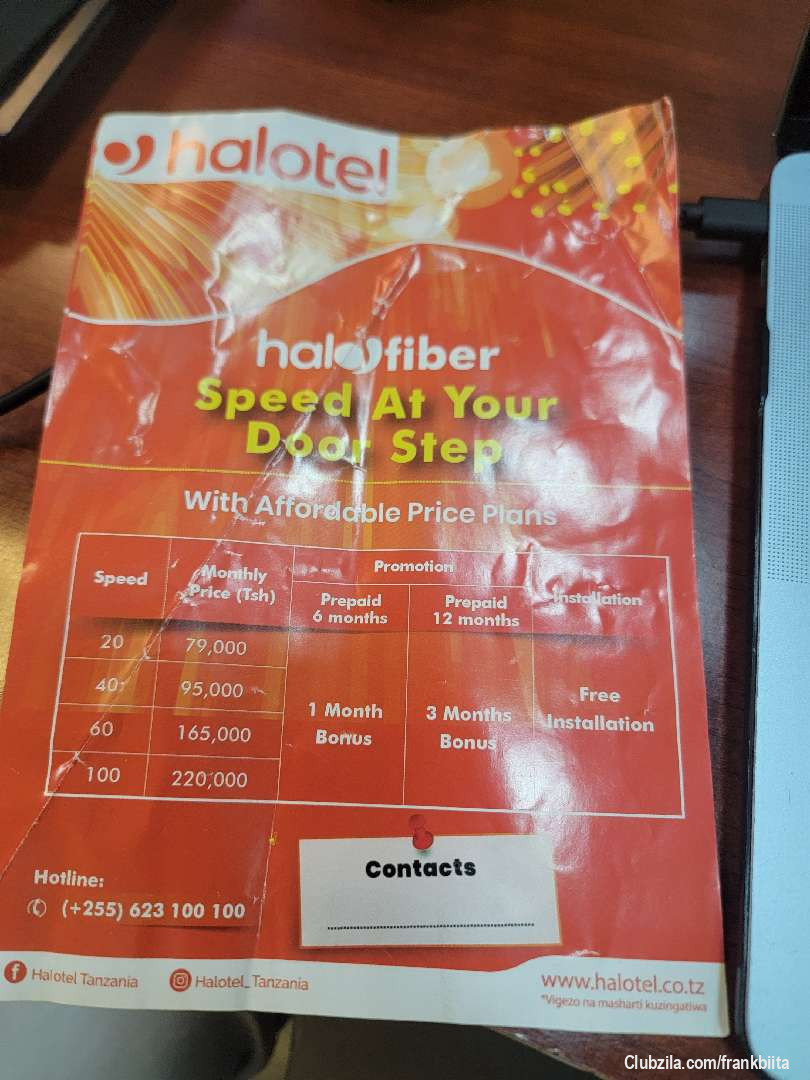 halotel
halofiber
Speed At Your
Door Step
With Affordable Price Plans
Speed
Monthly
Price (Tsh)
Promotion
Prepaid
6 months
Prepaid
12 months
Installation
20
79,000
40
95,000
60
165,000
100
220,000
1 Month
Bonus
3 Months
Bonus
Free
Installation
Contacts
Hotline:
(+255) 623 100 100
Halotel Tanzania
Halotel_Tanzania
www.halotel.co.tz
*Vigezo na masharti kuzingatiwa
Clubzila.com/frankbiita